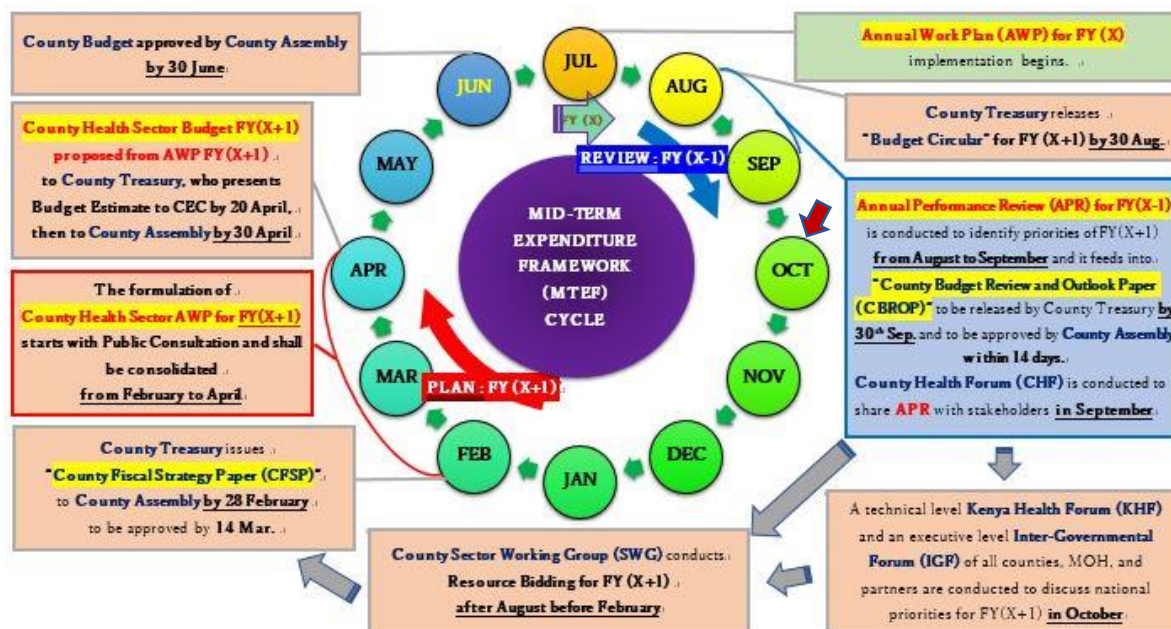 County Budget approved by County Assembly
by 30 June
County Health Sector Budget FY(X+1)
proposed from AWP FY(X+1)
to County Treasury, who presents
Budget Estimate to CEC by 20 April,
then to County Assembly by 30 April
The formulation of
County Health Sector AWP for FY(X+1)
starts with Public Consultation and shall
be consolidated
from February to April
County Treasury issues
"County Fiscal Strategy Paper (CFSP)"
to County Assembly by 28 February
to be approved by 14 Mar.
JUL
AUG
SEP
OCT
NOV
DEC
JAN
FEB
MAR
APR
MAY
JUN
FY (X)
REVIEW : FY (X-1)
MID-TERM
EXPENDITURE
FRAMEWORK
(MTEF)
CYCLE
PLAN : FY (X+1)
Annual Work Plan (AWP) for FY (X)
implementation begins.
County Treasury releases
"Budget Circular" for FY (X+1) by 30 Aug.
Annual Performance Review (APR) for FY(X-1)
is conducted to identify priorities of FY(X+1)
from August to September and it feeds into
"County Budget Review and Outlook Paper
(CBROP)" to be released by County Treasury by
30th Sep. and to be approved by County Assembly
within 14 days.
County Health Forum (CHF) is conducted to
share APR with stakeholders in September
A technical level Kenya Health Forum (KHF)
and an executive level Inter-Governmental
Forum (IGF) of all counties, MOH, and
partners are conducted to discuss national
priorities for FY(X+1) in October
County Sector Working Group (SWG) conducts
Resource Bidding for FY (X+1)
after August before February